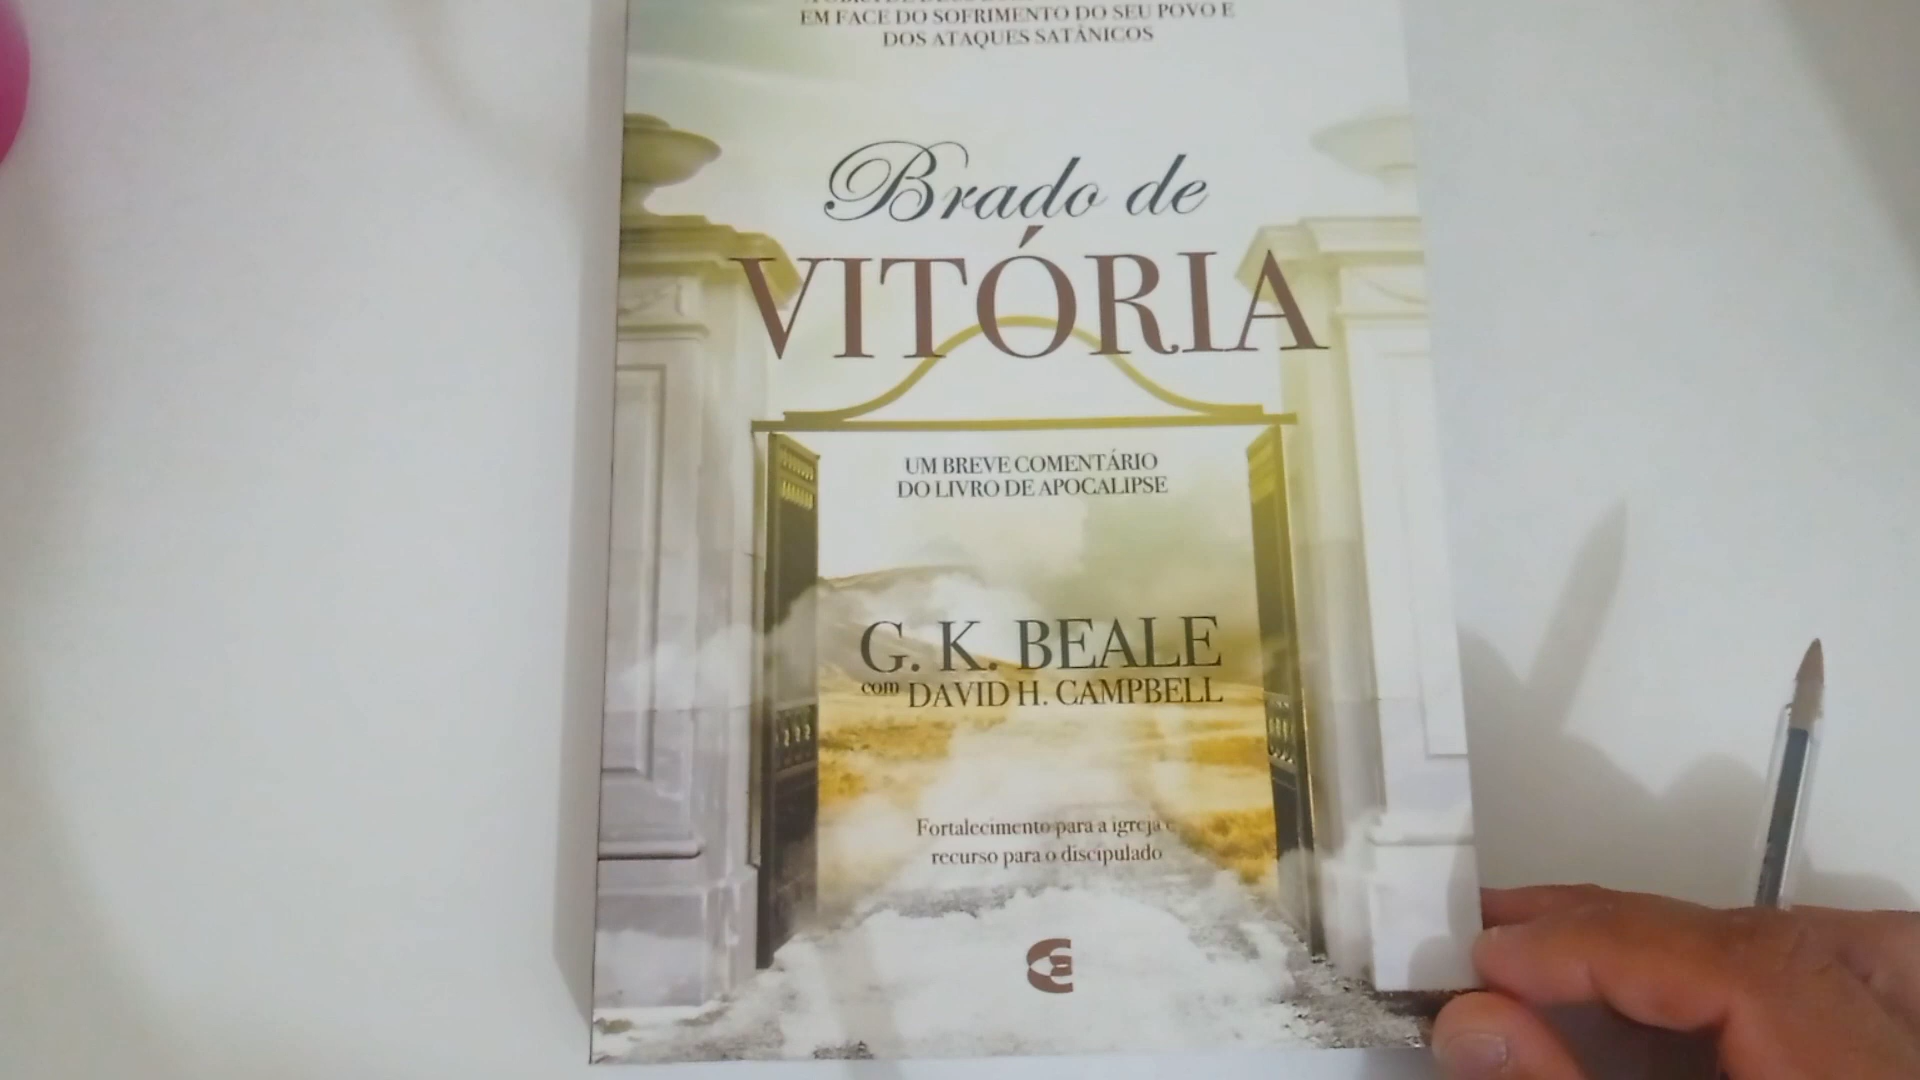 EM FACE DO SOFRIMENTO DO SEU POVO E
DOS ATAQUES SATÂNICOS
Brado de
VITÓRIA
UM BREVE COMENTÁRIO
DO LIVRO DE APOCALIPSE
G. K. BEALE
com DAVID H. CAMPBELL
Fortalecimento para a igreja e
recurso para o discipulado